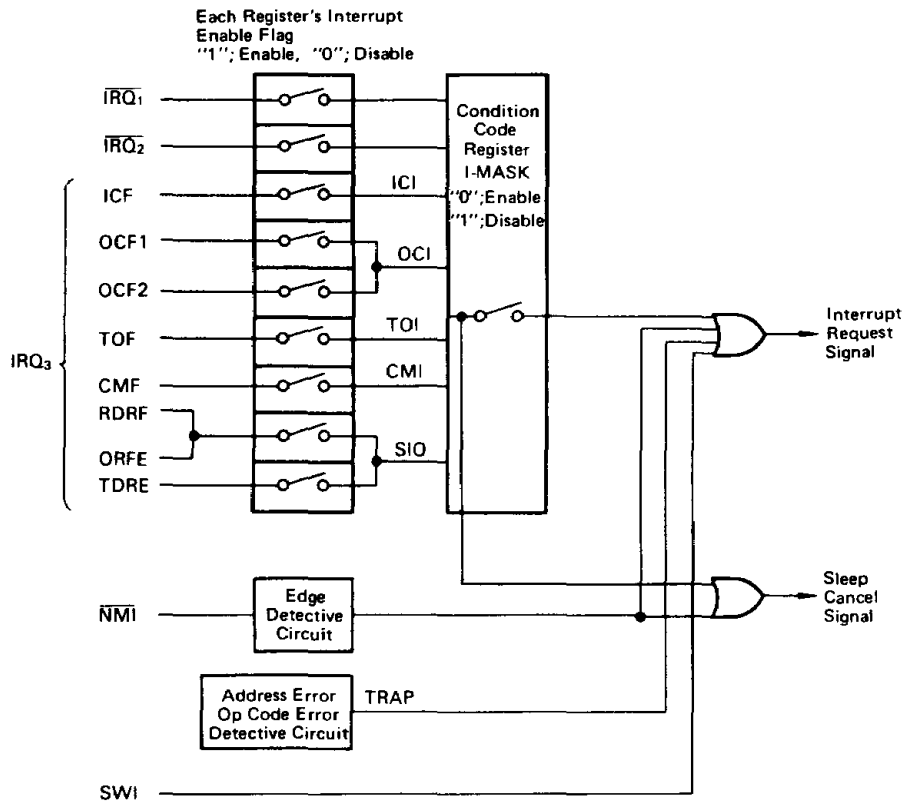 Each Register's Interrupt
Enable Flag
"1"; Enable, "0"; Disable
IRQ1
IRQ2
ICF
OCF1
OCF2
TOF
CMF
RDRF
ORFE
TDRE
IRQ3
ICI
OCI
TOI
CMI
SIO
Condition
Code
Register
I-MASK
"0";Enable
"1";Disable
Interrupt
Request
Signal
NMI
Edge
Detective
Circuit
Sleep
Cancel
Signal
Address Error
Op Code Error
Detective Circuit
TRAP
SWI